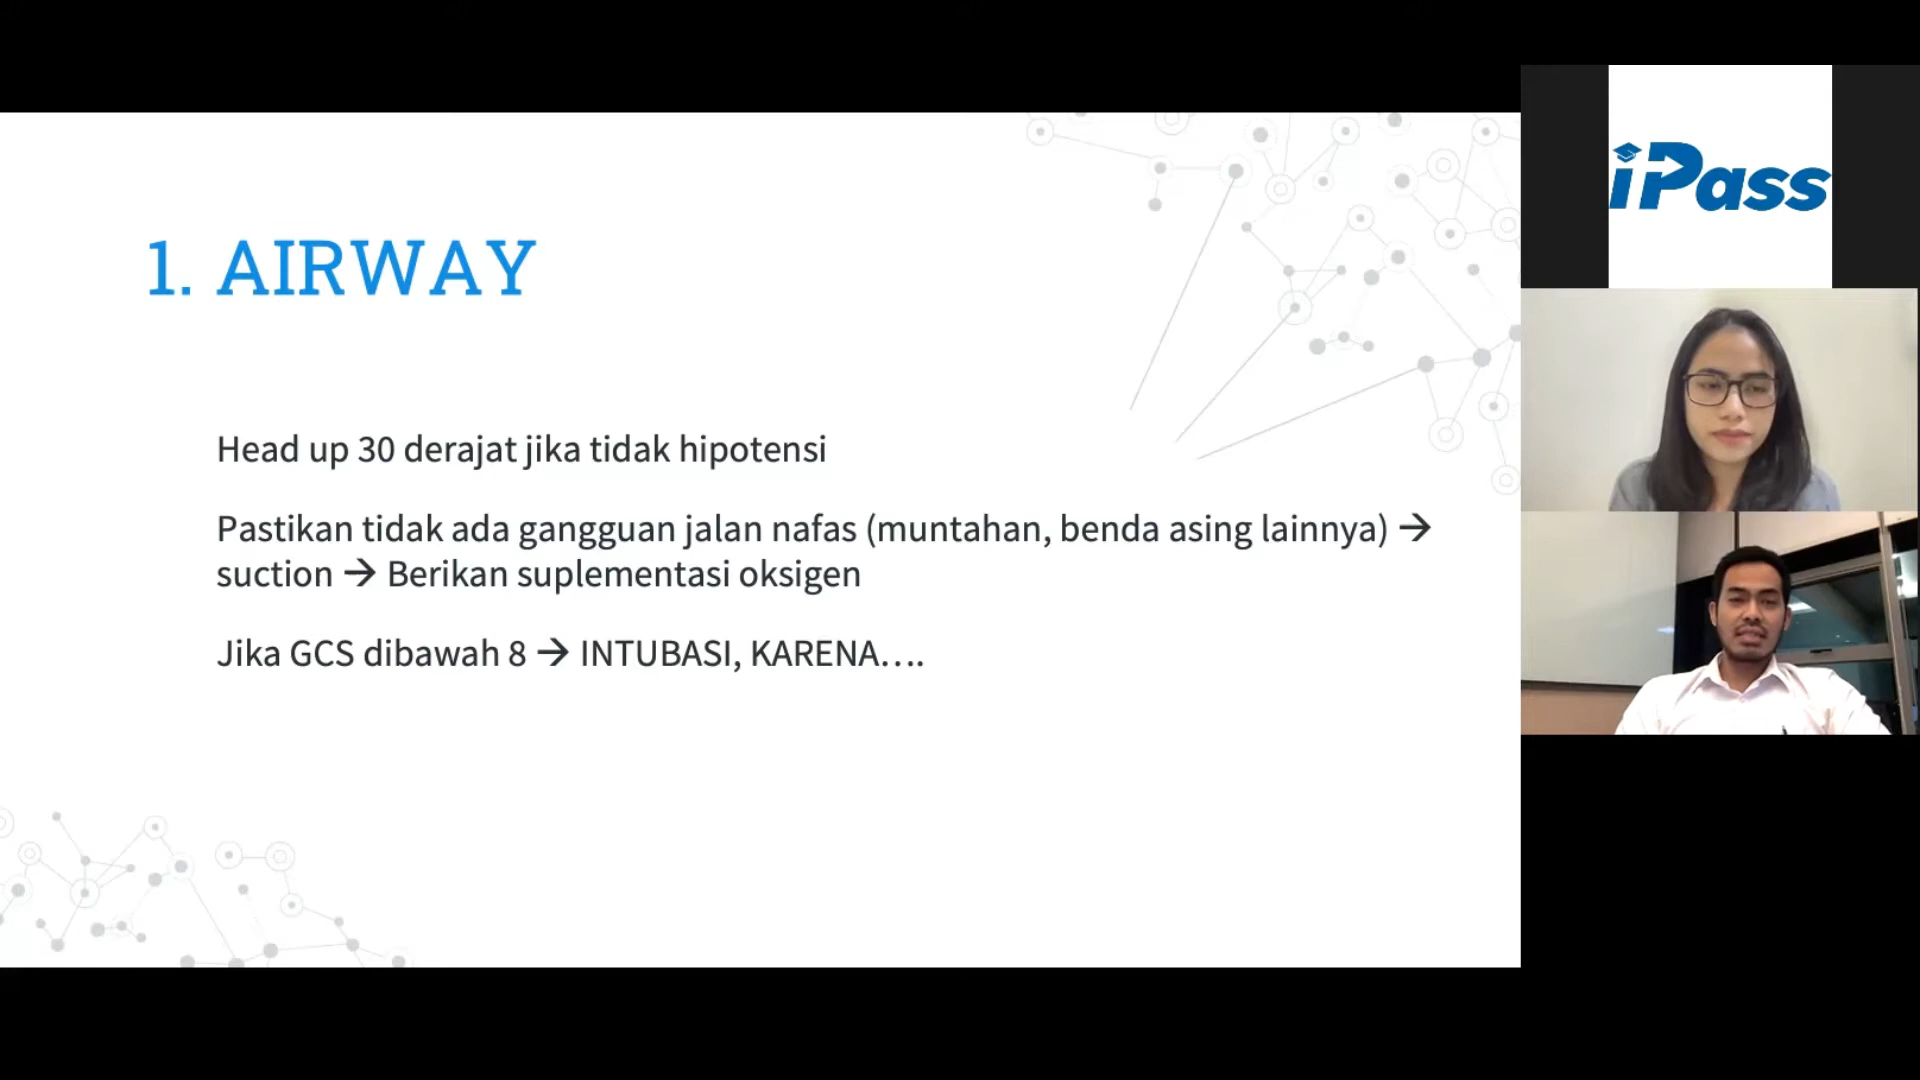 1. AIRWAY
Head up 30 derajat jika tidak hipotensi
Pastikan tidak ada gangguan jalan nafas (muntahan, benda asing lainnya) →
suction → Berikan suplementasi oksigen
Jika GCS dibawah 8 → INTUBASI, KARENA....
iPass